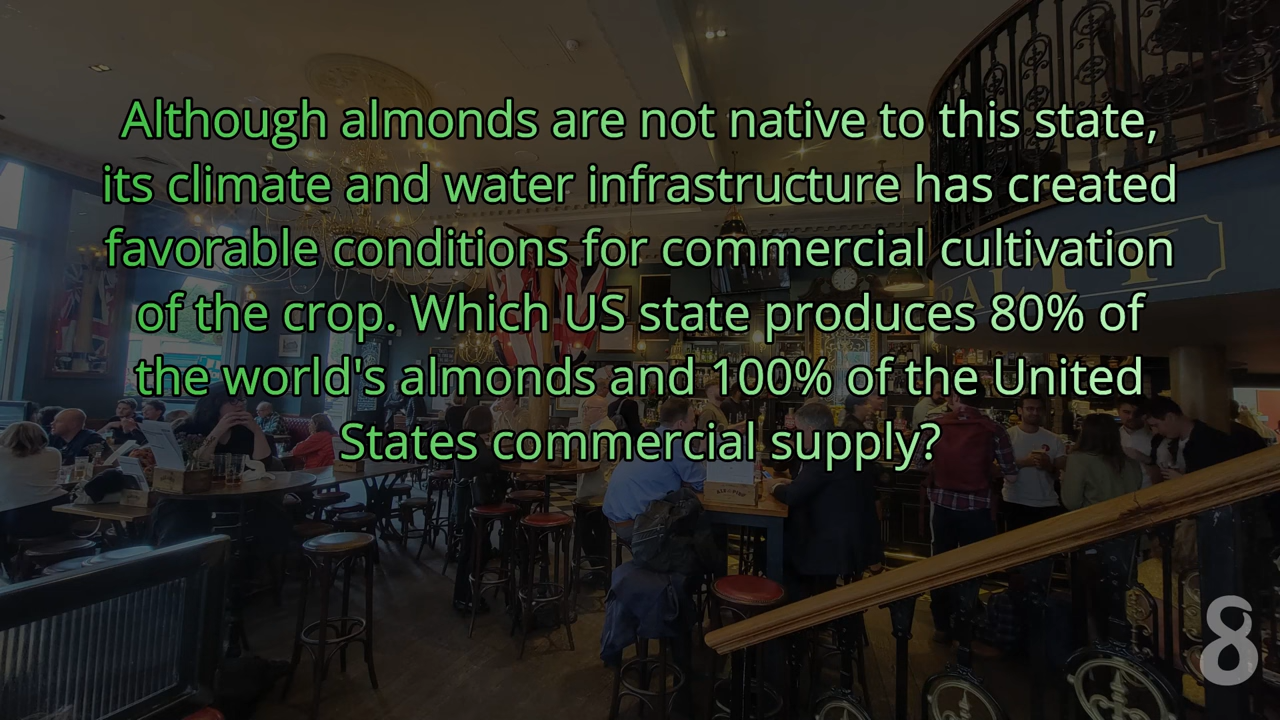 Although almonds are not native to this state,
its climate and water infrastructure has created
favorable conditions for commercial cultivation
of the crop. Which US state produces 80% of
the world's almonds and 100% of the United
States commercial supply?
8